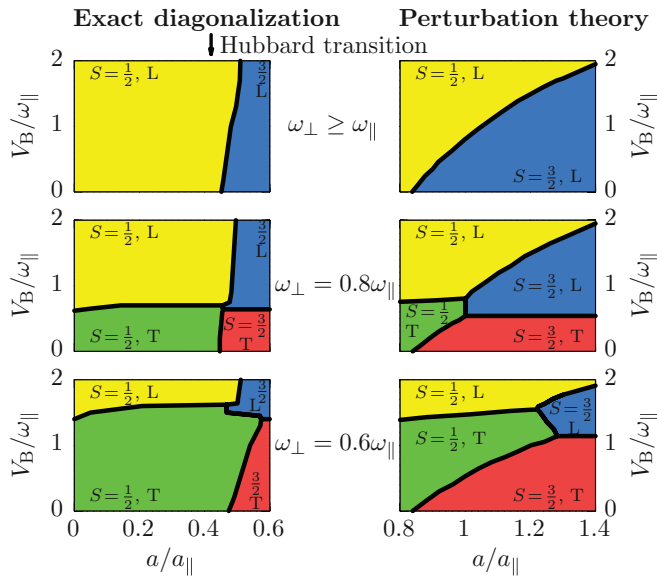 Exact diagonalization Perturbation theory
Hubbard transition
2 S=1/2, L 3/2 L
1
0
V_B/ω_∥
ω_⊥ ≥ ω_∥
S=1/2, L 2
1
S=3/2, L 0
V_B/ω_∥
2 S=1/2, L 3/2 L
1
S=1/2, T S=3/2 T
0
V_B/ω_∥
ω_⊥ = 0.8ω_∥
S=1/2, L 2
S=3/2, L
S=1/2 T 1
S=3/2, T 0
V_B/ω_∥
2 S=1/2, L 3/2 L
1
S=1/2, T 3/2 T
0
V_B/ω_∥
ω_⊥ = 0.6ω_∥
S=1/2, L 2
S=3/2 L
S=1/2, T 1
S=3/2, T 0
V_B/ω_∥
0 0.2 0.4 0.6 0.8 1 1.2 1.4
a/a_∥ a/a_∥